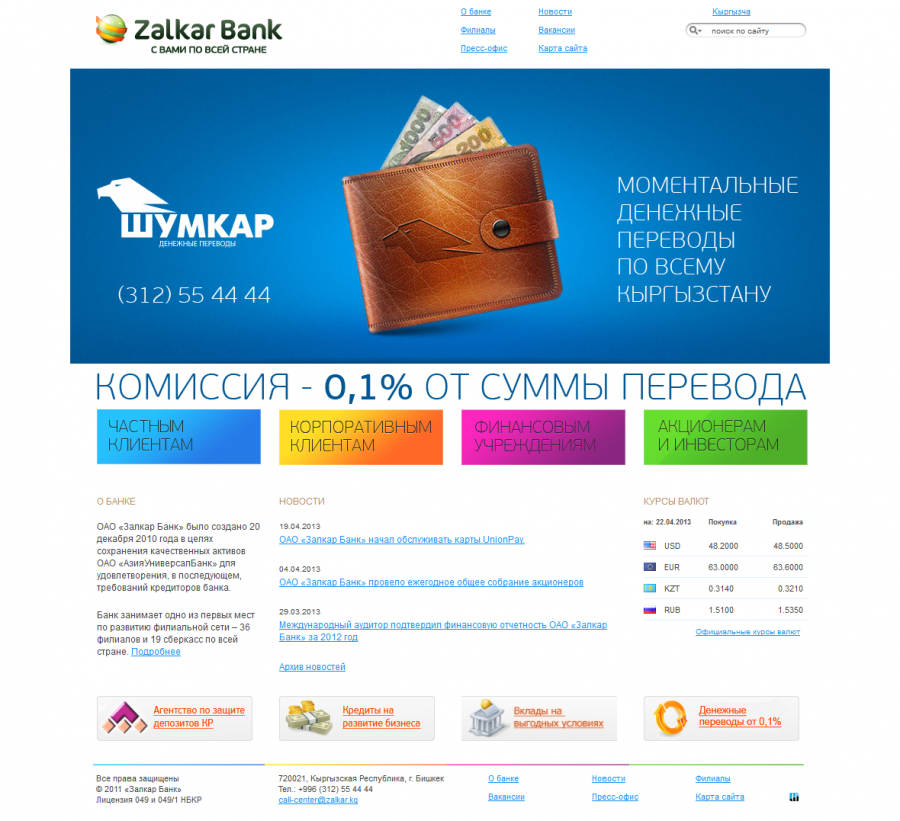 Zalkar Bank
С ВАМИ ПО ВСЕЙ СТРАНЕ
О банке
Новости
Кыргызча
Филиалы
Вакансии
поиск по сайту
Пресс-офис
Карта сайта
1000
500
200
ШУМКАР
ДЕНЕЖНЫЕ ПЕРЕВОДЫ
(312) 55 44 44
МОМЕНТАЛЬНЫЕ
ДЕНЕЖНЫЕ
ПЕРЕВОДЫ
ПО ВСЕМУ
КЫРГЫЗСТАНУ
КОМИССИЯ - 0,1% ОТ СУММЫ ПЕРЕВОДА
ЧАСТНЫМ
КЛИЕНТАМ
КОРПОРАТИВНЫМ
КЛИЕНТАМ
ФИНАНСОВЫМ
УЧРЕЖДЕНИЯМ
АКЦИОНЕРАМ
И ИНВЕСТОРАМ
О БАНКЕ
ОАО «Залкар Банк» было создано 20
декабря 2010 года в целях
сохранения качественных активов
ОАО «АзияУниверсалБанк» для
удовлетворения, в последующем,
требований кредиторов банка.
Банк занимает одно из первых мест
по развитию филиальной сети – 36
филиалов и 19 сберкасс по всей
стране. Подробнее
НОВОСТИ
19.04.2013
ОАО «Залкар Банк» начал обслуживать карты UnionPay.
04.04.2013
ОАО «Залкар Банк» провело ежегодное общее собрание акционеров
29.03.2013
Международный аудитор подтвердил финансовую отчетность ОАО «Залкар
Банк» за 2012 год
Архив новостей
КУРСЫ ВАЛЮТ
на: 22.04.2013 Покупка Продажа
USD 48.2000 48.5000
EUR 63.0000 63.6000
KZT 0.3140 0.3210
RUB 1.5100 1.5350
Официальные курсы валют
Агентство по защите
депозитов КР
Кредиты на
развитие бизнеса
Вклады на
выгодных условиях
Денежные
переводы от 0,1%
Все права защищены
© 2011 «Залкар Банк»
Лицензия 049 и 049/1 НБКР
720021, Кыргызская Республика, г. Бишкек
Тел.: +996 (312) 55 44 44
call-center@zalkar.kg
О банке
Новости
Филиалы
Вакансии
Пресс-офис
Карта сайта